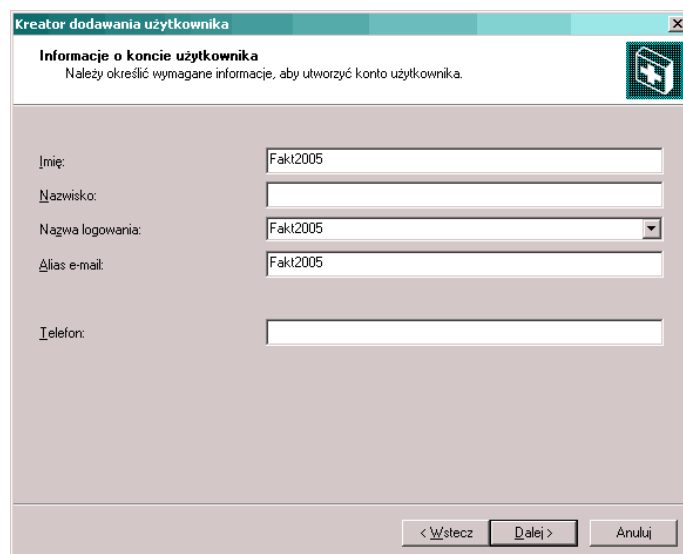 Kreator dodawania użytkownika
Informacje o koncie użytkownika
Należy określić wymagane informacje, aby utworzyć konto użytkownika.
Imię:
Fakt2005
Nazwisko:
Nazwa logowania:
Fakt2005
Alias e-mail:
Fakt2005
Telefon:
< Wstecz
Dalej >
Anuluj